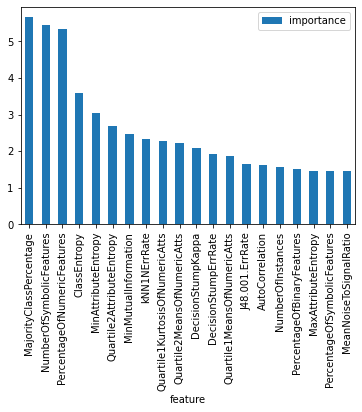 importance
5
4
3
2
1
0
MajorityClassPercentage
NumberOfSymbolicFeatures
PercentageOfNumericFeatures
ClassEntropy
MinAttributeEntropy
Quartile2AttributeEntropy
MinMutualInformation
kNN1NErrRate
Quartile1KurtosisOfNumericAtts
Quartile2MeansOfNumericAtts
DecisionStumpKappa
DecisionStumpErrRate
Quartile1MeansOfNumericAtts
J48.001.ErrRate
AutoCorrelation
NumberOfInstances
PercentageOfBinaryFeatures
MaxAttributeEntropy
PercentageOfSymbolicFeatures
MeanNoiseToSignalRatio
feature